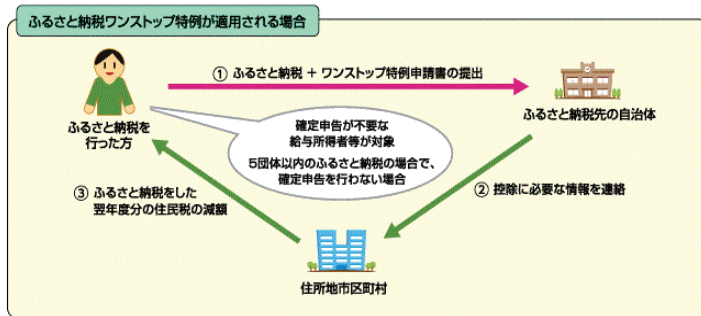 ふるさと納税ワンストップ特例が適用される場合
① ふるさと納税 + ワンストップ特例申請書の提出
ふるさと納税を
行った方
ふるさと納税先の自治体
確定申告が不要な
給与所得者等が対象
5団体以内のふるさと納税の場合で、
確定申告を行わない場合
② 控除に必要な情報を連絡
③ ふるさと納税をした
翌年度分の住民税の減額
住所地市区町村